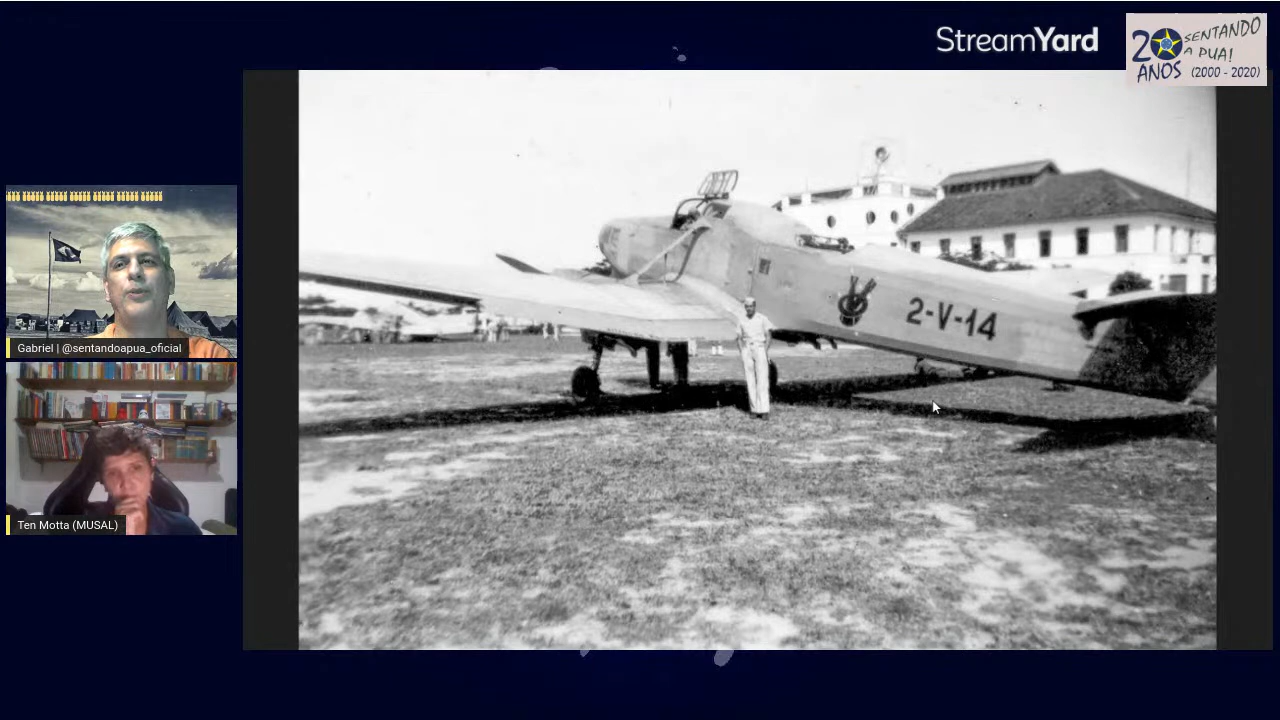 StreamYard
20 SENTANDO
A PUA!
ANOS (2000 - 2020)
2-V-14
Gabriel | @sentandoapua_oficial
Ten Motta (MUSAL)